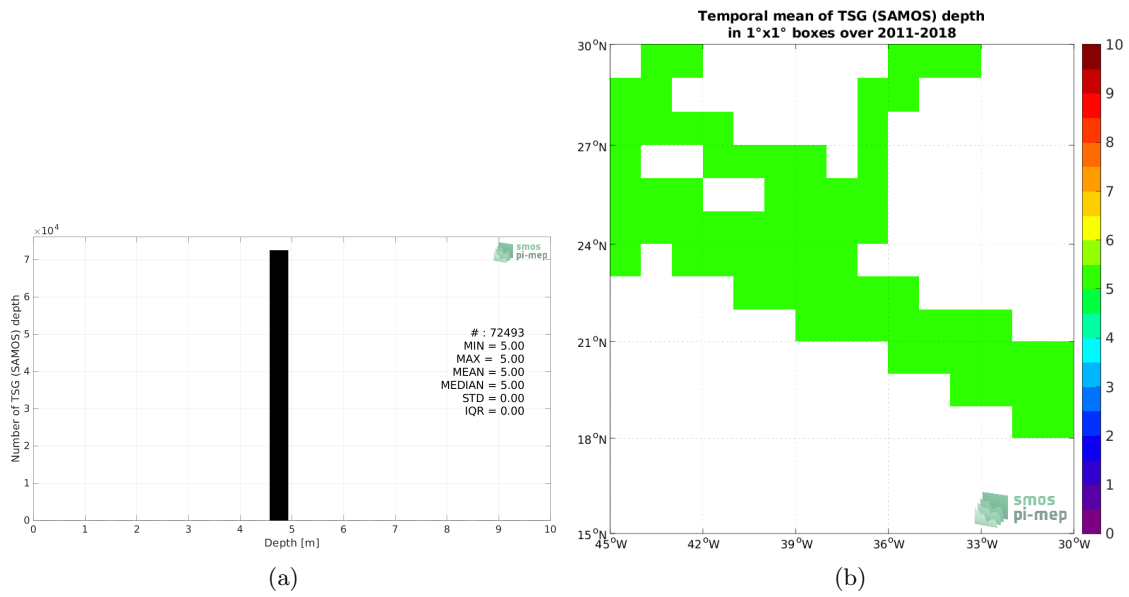 ×10⁴
7
6
5
4
3
2
1
0
Number of TSG (SAMOS) depth
0 1 2 3 4 5 6 7 8 9 10
Depth [m]
smos
pi-mep
# : 72493
MIN = 5.00
MAX = 5.00
MEAN = 5.00
MEDIAN = 5.00
STD = 0.00
IQR = 0.00
(a)
Temporal mean of TSG (SAMOS) depth
in 1°x1° boxes over 2011-2018
30°N
27°N
24°N
21°N
18°N
15°N
45°W 42°W 39°W 36°W 33°W 30°W
smos
pi-mep
10
9
8
7
6
5
4
3
2
1
0
(b)